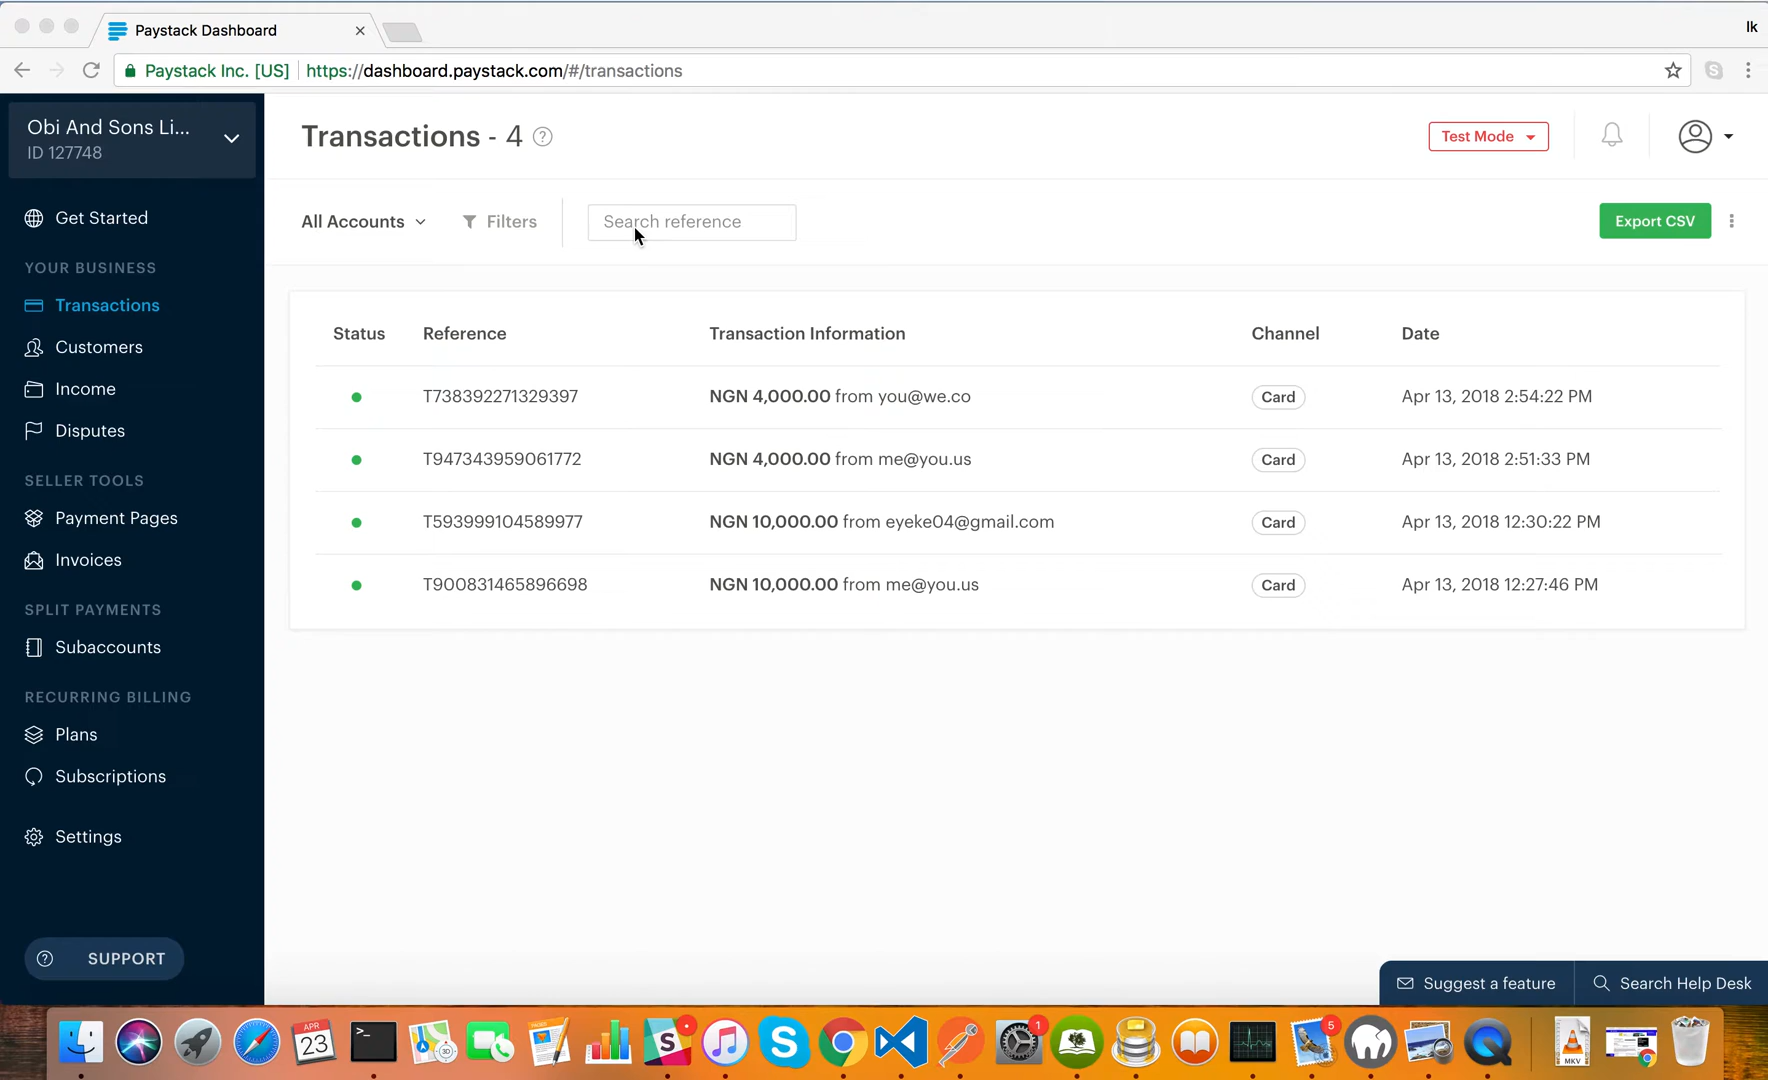 Paystack Dashboard
lk
Paystack Inc. [US]
https://dashboard.paystack.com/#/transactions
Obi And Sons Li...
ID 127748
Get Started
YOUR BUSINESS
Transactions
Customers
Income
Disputes
SELLER TOOLS
Payment Pages
Invoices
SPLIT PAYMENTS
Subaccounts
RECURRING BILLING
Plans
Subscriptions
Settings
SUPPORT
Transactions - 4
Test Mode
All Accounts
Filters
Search reference
Export CSV
Status Reference Transaction Information Channel Date
T738392271329397 NGN 4,000.00 from you@we.co Card Apr 13, 2018 2:54:22 PM
T947343959061772 NGN 4,000.00 from me@you.us Card Apr 13, 2018 2:51:33 PM
T593999104589977 NGN 10,000.00 from eyeke04@gmail.com Card Apr 13, 2018 12:30:22 PM
T900831465896698 NGN 10,000.00 from me@you.us Card Apr 13, 2018 12:27:46 PM
Suggest a feature
Search Help Desk
APR
23
1
5
MKV